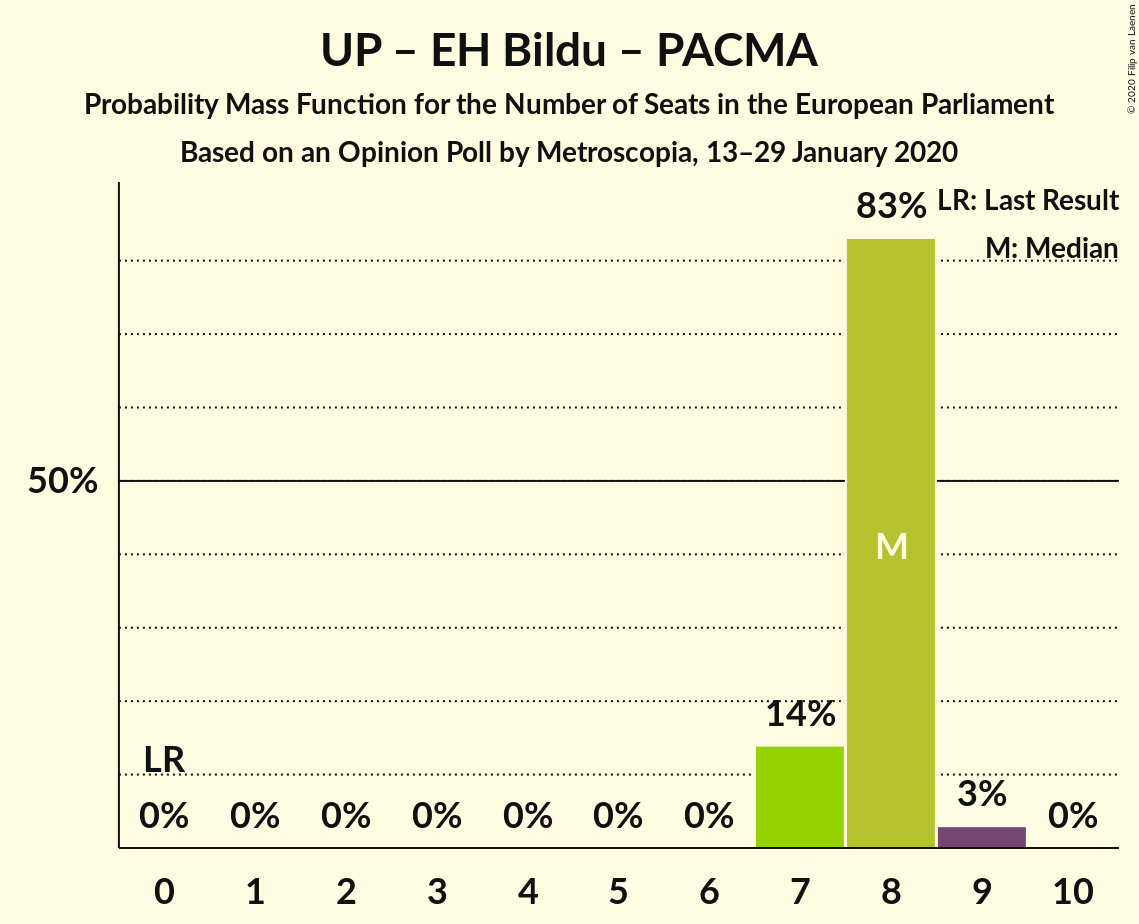 UP – EH Bildu – PACMA
Probability Mass Function for the Number of Seats in the European Parliament
Based on an Opinion Poll by Metroscopia, 13–29 January 2020
© 2020 Filip van Laenen
83%
LR: Last Result
M: Median
50%
M
14%
LR
3%
0% 0% 0% 0% 0% 0% 0% 0%
0 1 2 3 4 5 6 7 8 9 10